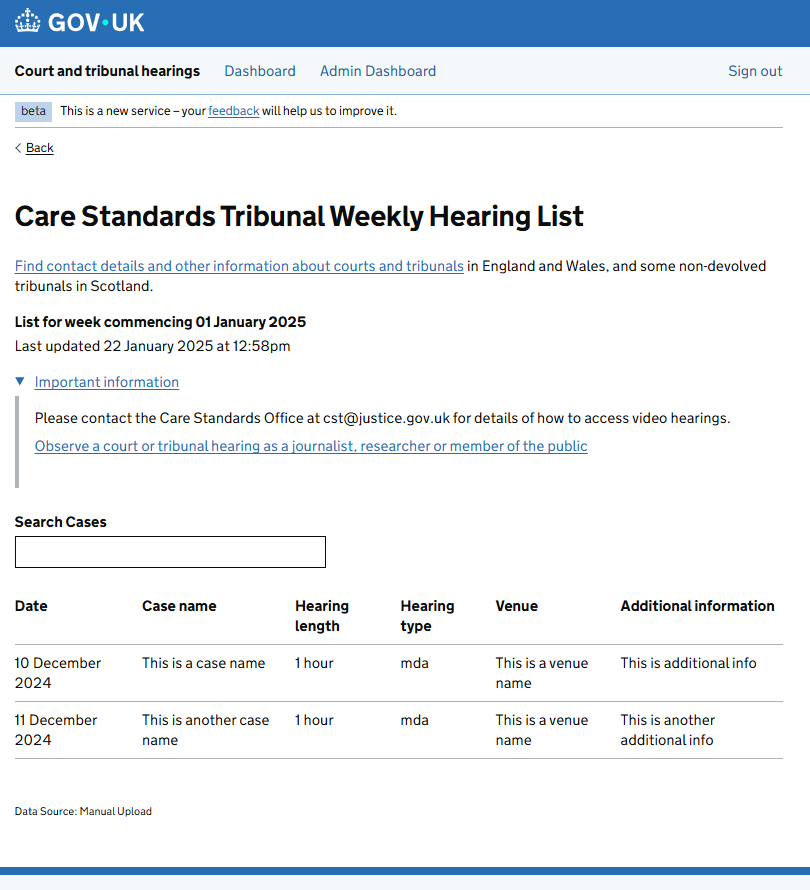 GOV•UK
Court and tribunal hearings Dashboard Admin Dashboard Sign out
beta This is a new service – your feedback will help us to improve it.
Back
Care Standards Tribunal Weekly Hearing List
Find contact details and other information about courts and tribunals in England and Wales, and some non-devolved
tribunals in Scotland.
List for week commencing 01 January 2025
Last updated 22 January 2025 at 12:58pm
Important information
Please contact the Care Standards Office at cst@justice.gov.uk for details of how to access video hearings.
Observe a court or tribunal hearing as a journalist, researcher or member of the public
Search Cases
Date Case name Hearing length Hearing type Venue Additional information
10 December 2024 This is a case name 1 hour mda This is a venue name This is additional info
11 December 2024 This is another case name 1 hour mda This is a venue name This is another additional info
Data Source: Manual Upload